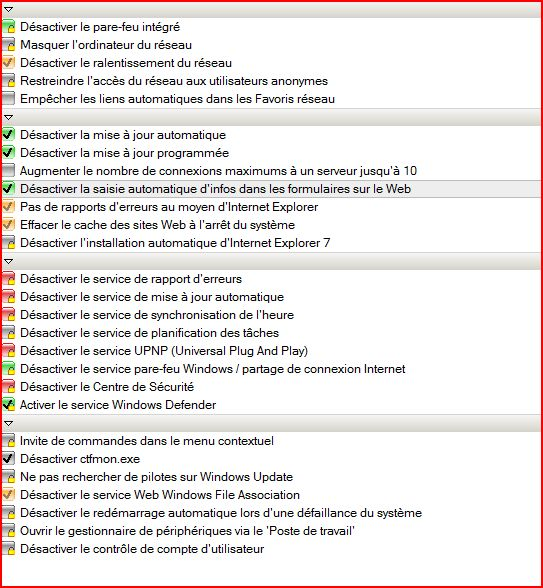 Désactiver le pare-feu intégré
Masquer l'ordinateur du réseau
Désactiver le ralentissement du réseau
Restreindre l'accès du réseau aux utilisateurs anonymes
Empêcher les liens automatiques dans les Favoris réseau
Désactiver la mise à jour automatique
Désactiver la mise à jour programmée
Augmenter le nombre de connexions maximums à un serveur jusqu'à 10
Désactiver la saisie automatique d'infos dans les formulaires sur le Web
Pas de rapports d'erreurs au moyen d'Internet Explorer
Effacer le cache des sites Web à l'arrêt du système
Désactiver l'installation automatique d'Internet Explorer 7
Désactiver le service de rapport d'erreurs
Désactiver le service de mise à jour automatique
Désactiver le service de synchronisation de l'heure
Désactiver le service de planification des tâches
Désactiver le service UPNP (Universal Plug And Play)
Désactiver le service pare-feu Windows / partage de connexion Internet
Désactiver le Centre de Sécurité
Activer le service Windows Defender
Invite de commandes dans le menu contextuel
Désactiver ctfmon.exe
Ne pas rechercher de pilotes sur Windows Update
Désactiver le service Web Windows File Association
Désactiver le redémarrage automatique lors d'une défaillance du système
Ouvrir le gestionnaire de périphériques via le 'Poste de travail'
Désactiver le contrôle de compte d'utilisateur